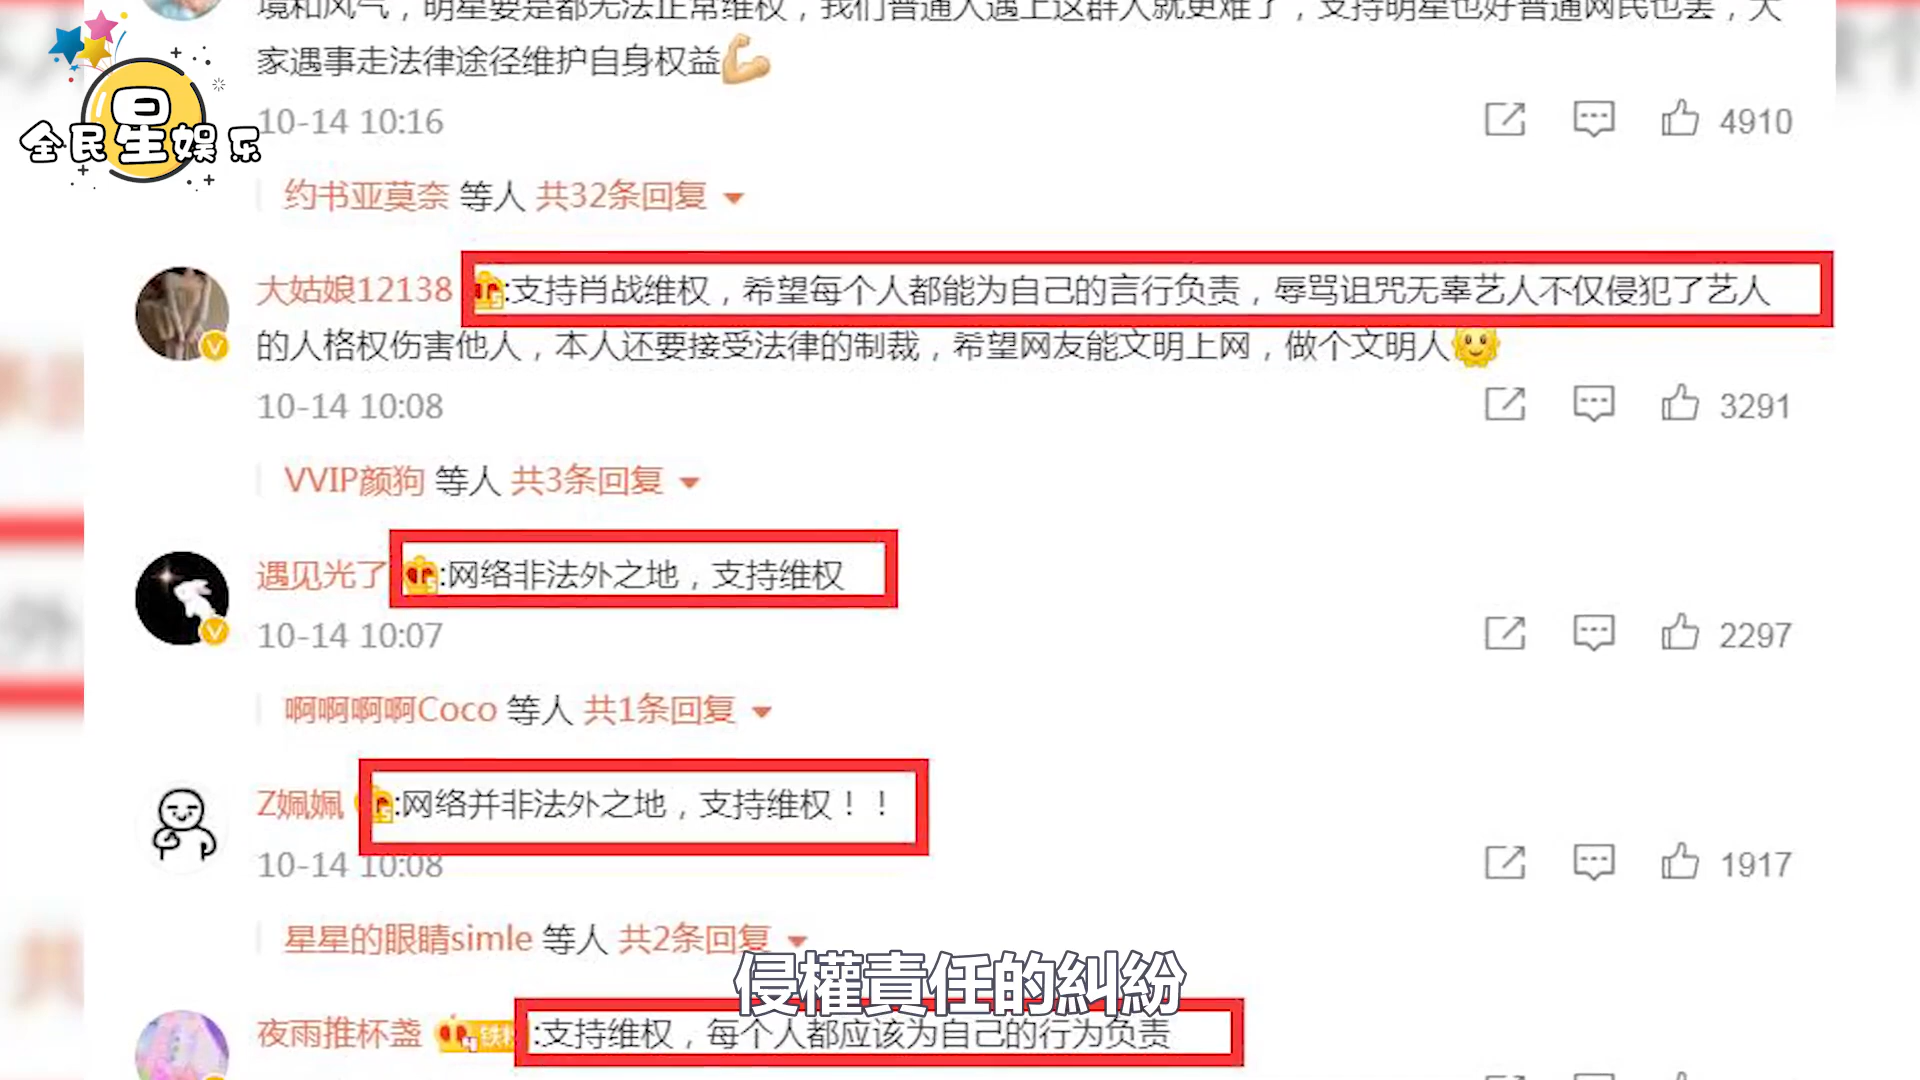 境和风气，明星要是都无法正常维权，我们普通人遇上这群人就更难了，支持明星也好普通网民也罢，大
家遇事走法律途径维护自身权益
全民星娱乐
10-14 10:16
4910
约书亚莫奈 等人 共32条回复
大姑娘12138 :支持肖战维权，希望每个人都能为自己的言行负责，辱骂诅咒无辜艺人不仅侵犯了艺人
的人格权伤害他人，本人还要接受法律的制裁，希望网友能文明上网，做个文明人
10-14 10:08
3291
VVIP颜狗 等人 共3条回复
遇见光了 :网络非法外之地，支持维权
10-14 10:07
2297
啊啊啊啊Coco 等人 共1条回复
Z姵姵 :网络并非法外之地，支持维权！！
10-14 10:08
1917
星星的眼睛simle 等人 共2条回复
侵權責任的糾紛
夜雨推杯盏 铁粉 :支持维权，每个人都应该为自己的行为负责